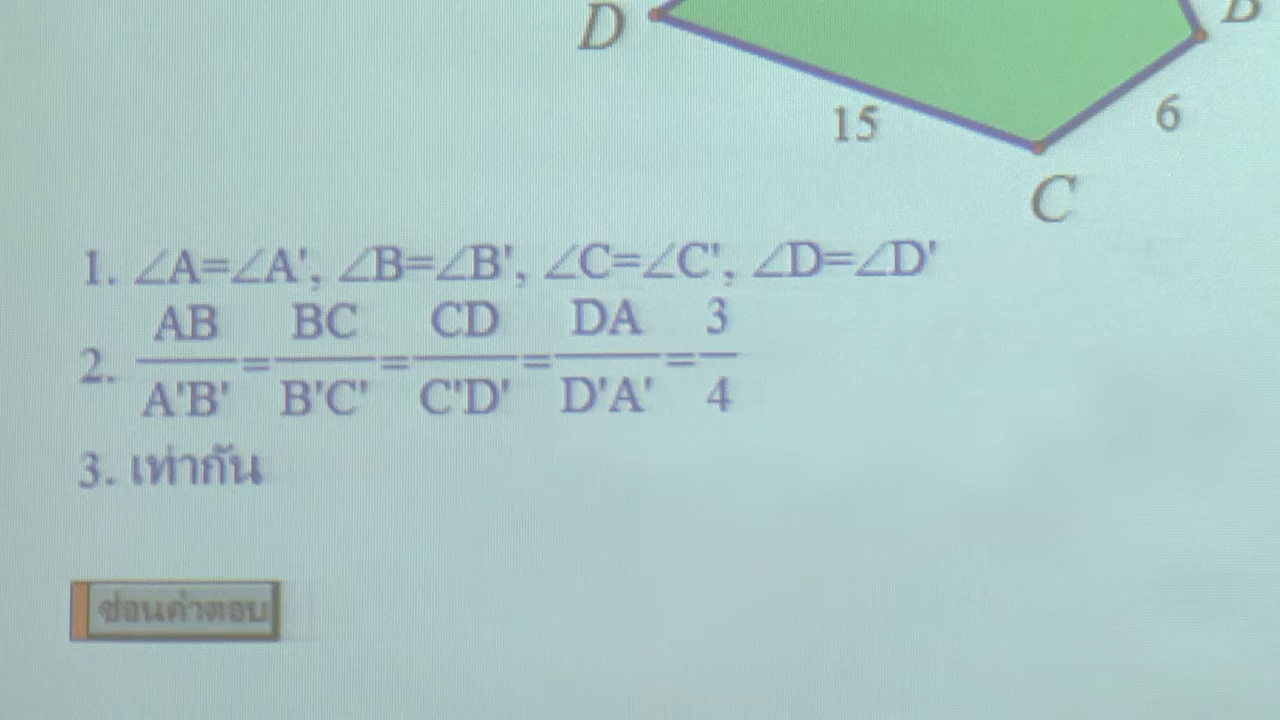 D
B
15
6
C
1. ∠A=∠A', ∠B=∠B', ∠C=∠C', ∠D=∠D'
2. AB/A'B' = BC/B'C' = CD/C'D' = DA/D'A' = 3/4
3. เท่ากัน
ซ่อนคำตอบ